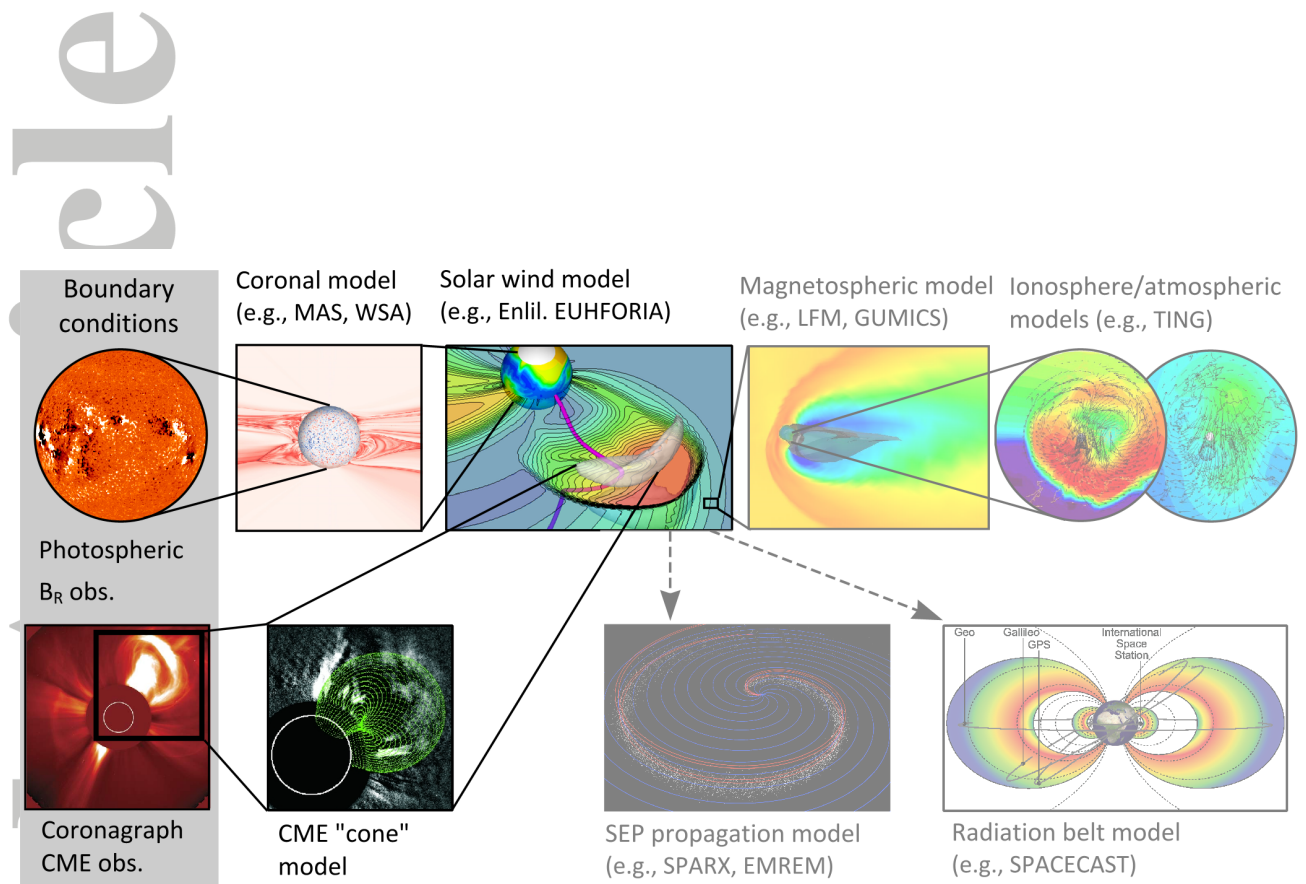 cle
Boundary
conditions
Coronal model
(e.g., MAS, WSA)
Solar wind model
(e.g., Enlil. EUHFORIA)
Magnetospheric model
(e.g., LFM, GUMICS)
Ionosphere/atmospheric
models (e.g., TING)
Photospheric
BR obs.
Geo
Galileo
GPS
International
Space
Station
Coronagraph
CME obs.
CME "cone"
model
SEP propagation model
(e.g., SPARX, EMREM)
Radiation belt model
(e.g., SPACECAST)